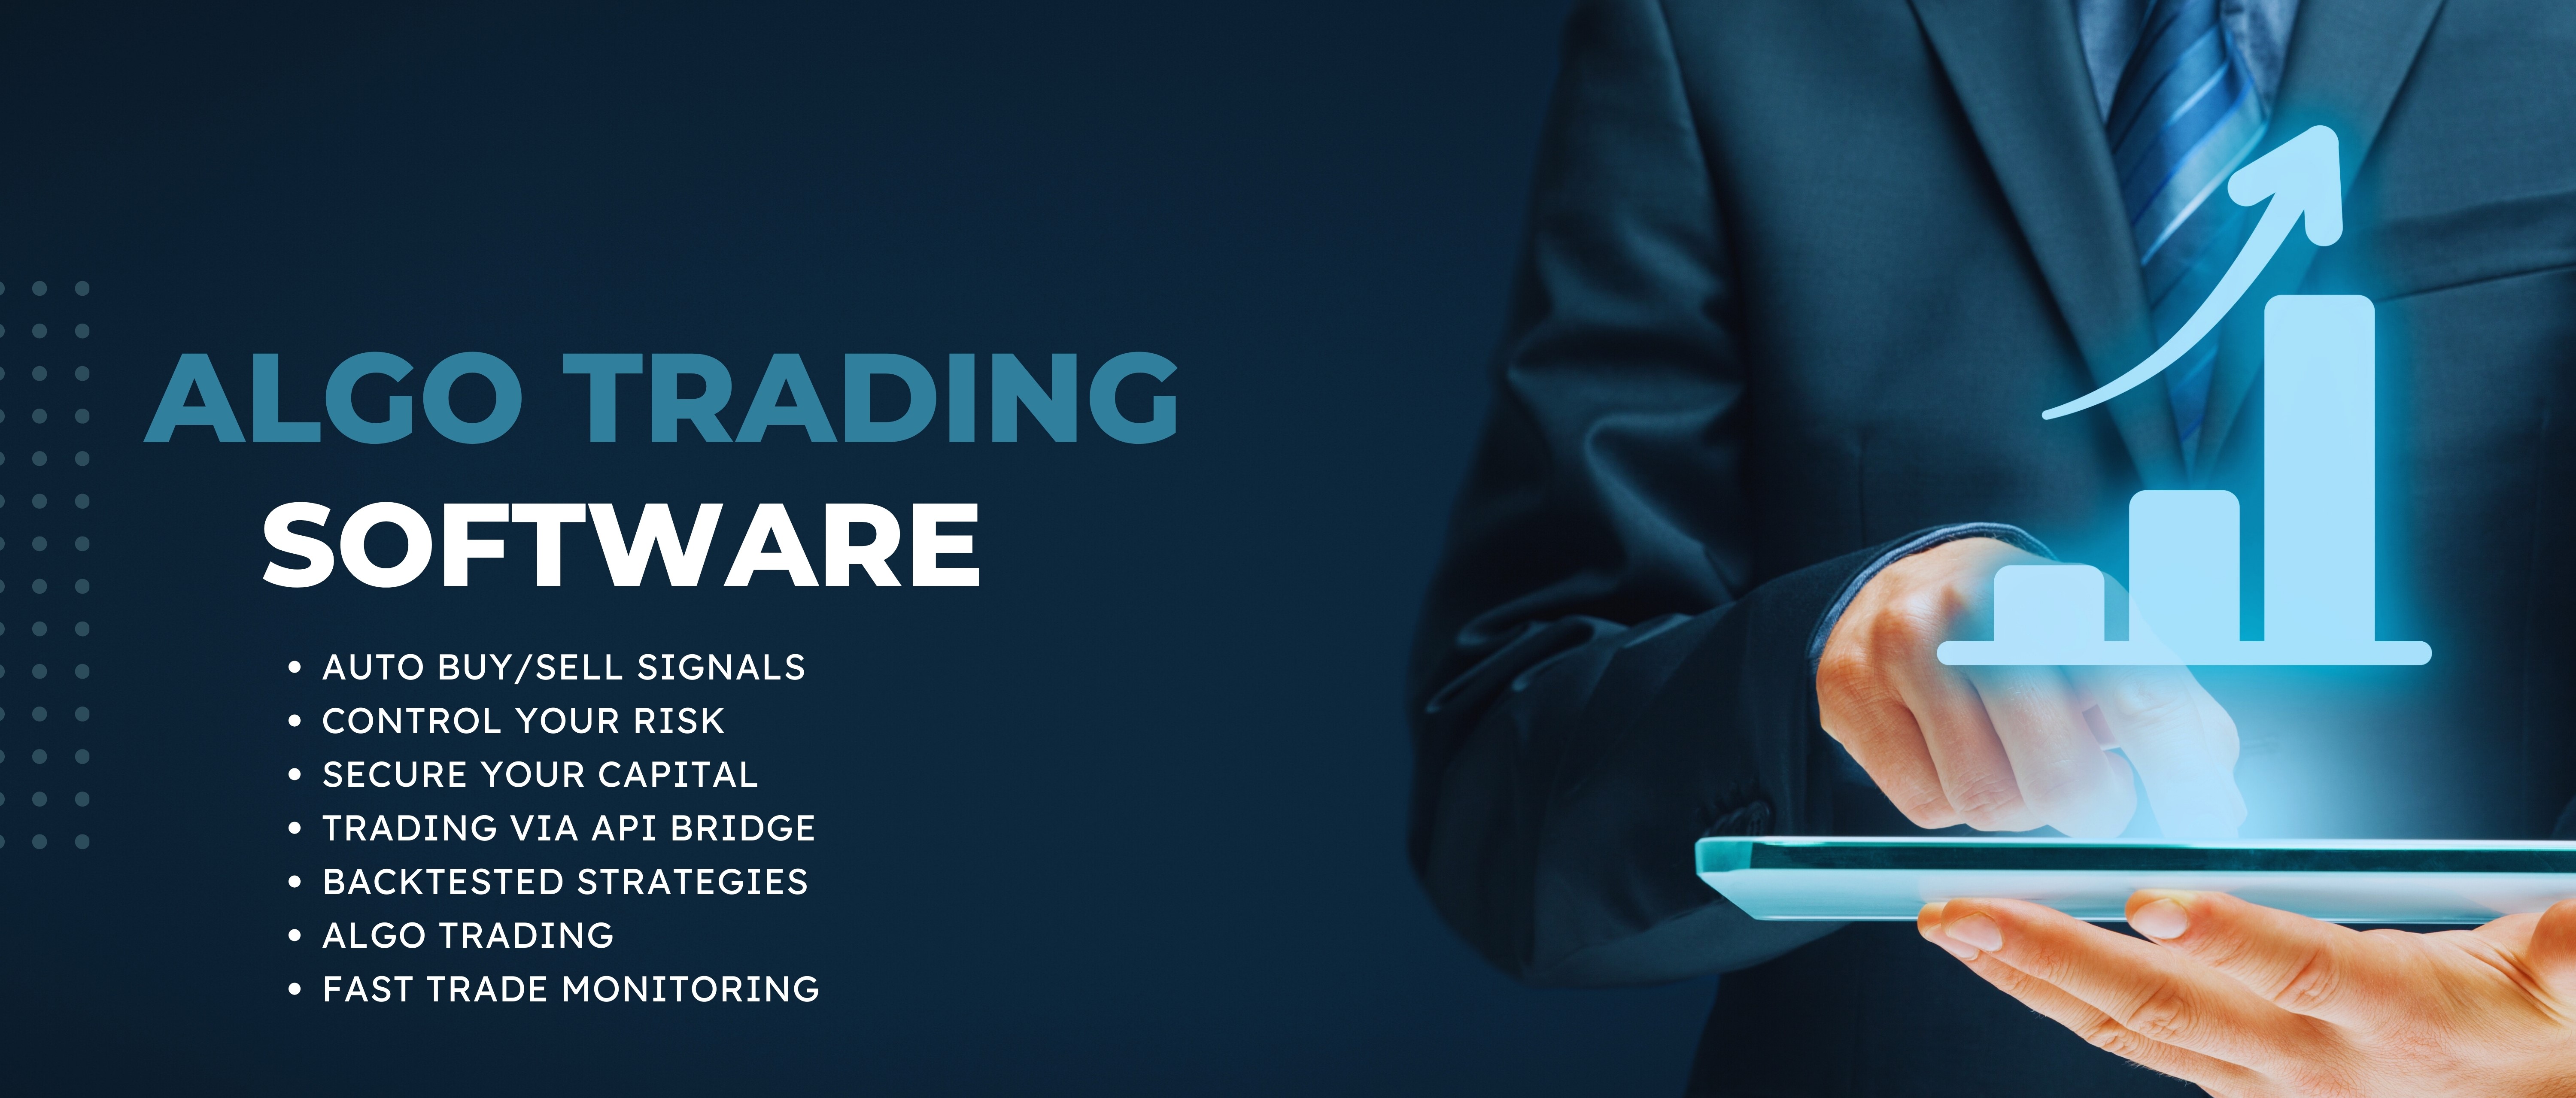 ALGO TRADING
SOFTWARE
• AUTO BUY/SELL SIGNALS
• CONTROL YOUR RISK
• SECURE YOUR CAPITAL
• TRADING VIA API BRIDGE
• BACKTESTED STRATEGIES
• ALGO TRADING
• FAST TRADE MONITORING